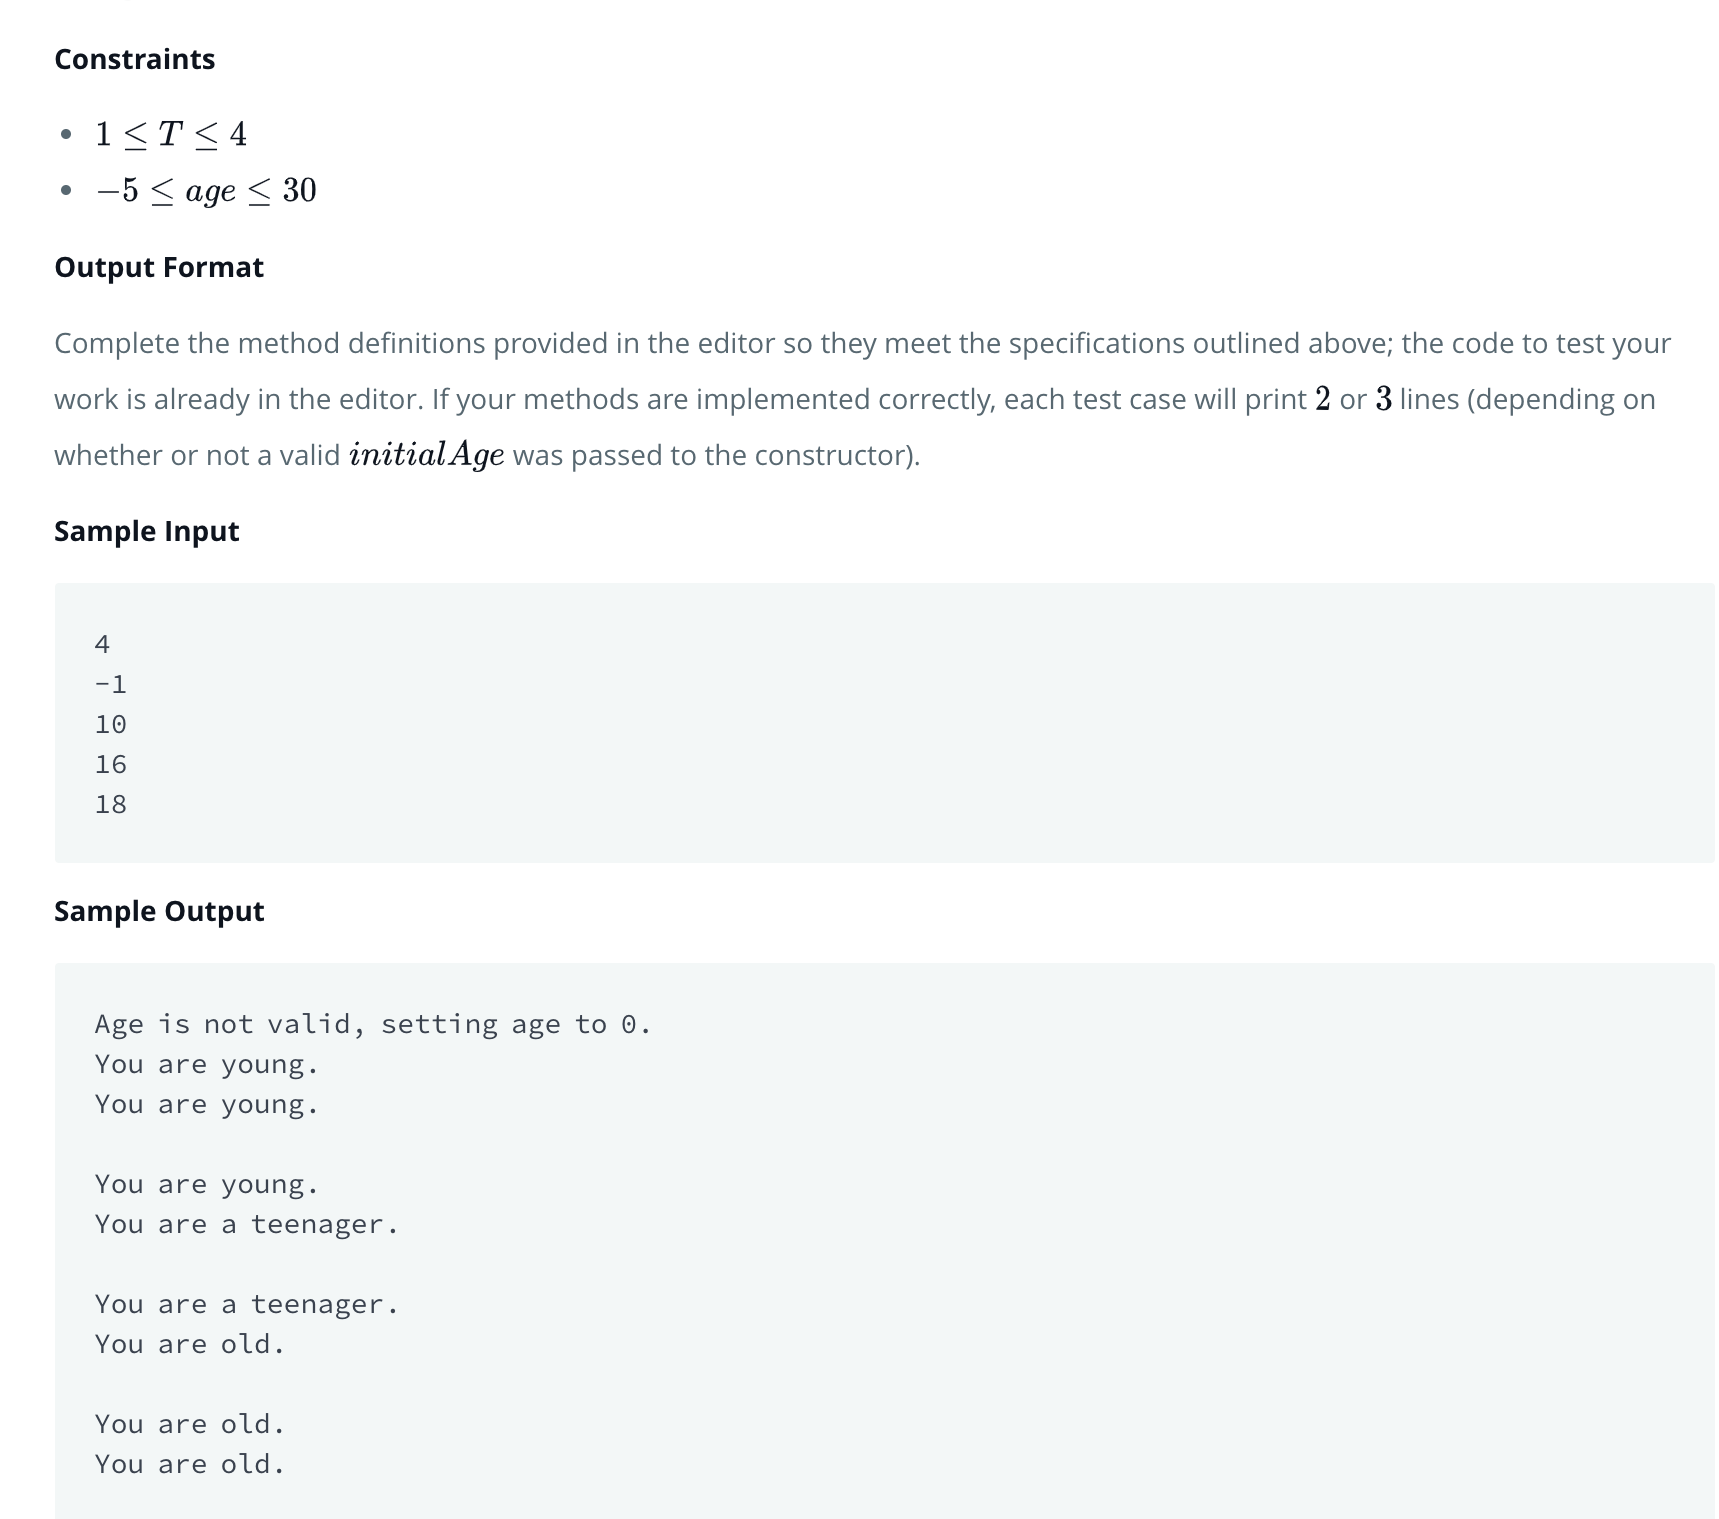 Constraints
• 1 ≤ T ≤ 4
• −5 ≤ age ≤ 30
Output Format
Complete the method definitions provided in the editor so they meet the specifications outlined above; the code to test your
work is already in the editor. If your methods are implemented correctly, each test case will print 2 or 3 lines (depending on
whether or not a valid initialAge was passed to the constructor).
Sample Input
4
-1
10
16
18
Sample Output
Age is not valid, setting age to 0.
You are young.
You are young.

You are young.
You are a teenager.

You are a teenager.
You are old.

You are old.
You are old.